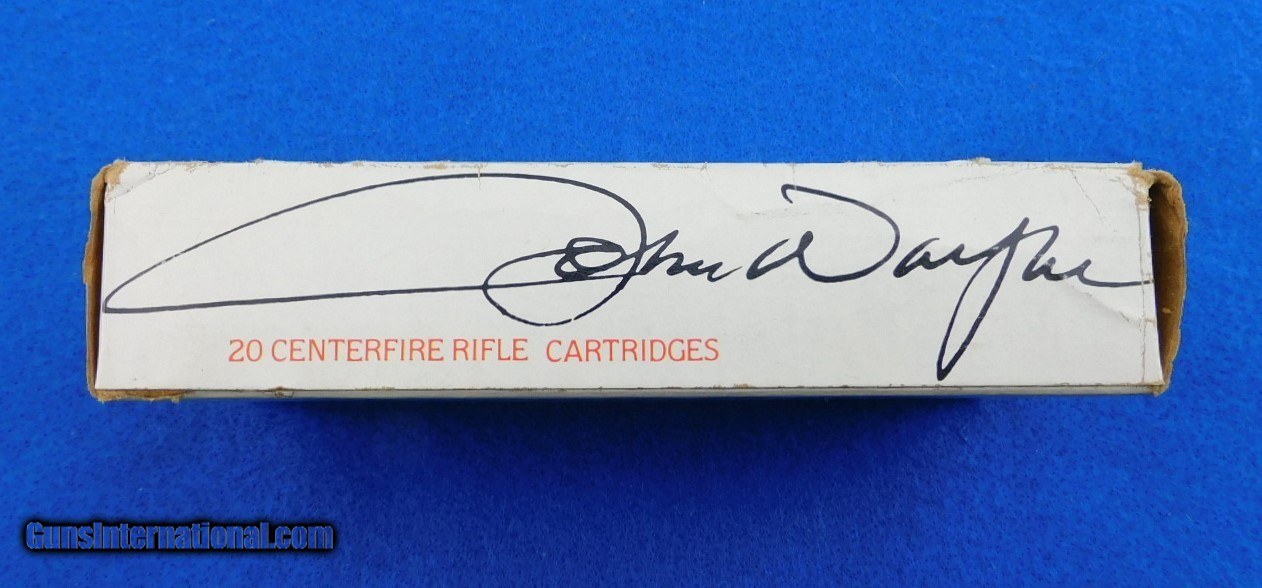 John Wayne
20 CENTERFIRE RIFLE CARTRIDGES
GunsInternational.com